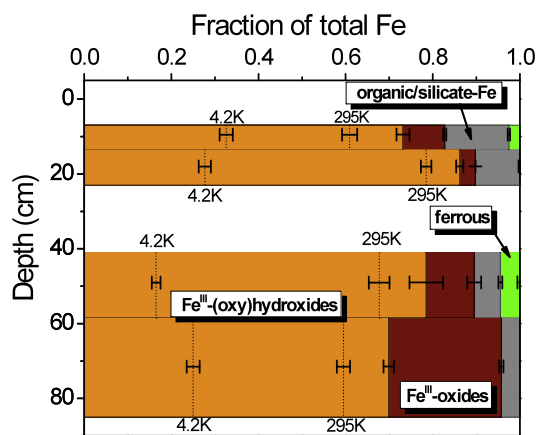 Fraction of total Fe
0.0 0.2 0.4 0.6 0.8 1.0
Depth (cm)
0
20
40
60
80
organic/silicate-Fe
4.2K 295K
4.2K 295K
ferrous
4.2K 295K
Feᴵᴵᴵ-(oxy)hydroxides
Feᴵᴵᴵ-oxides
4.2K 295K